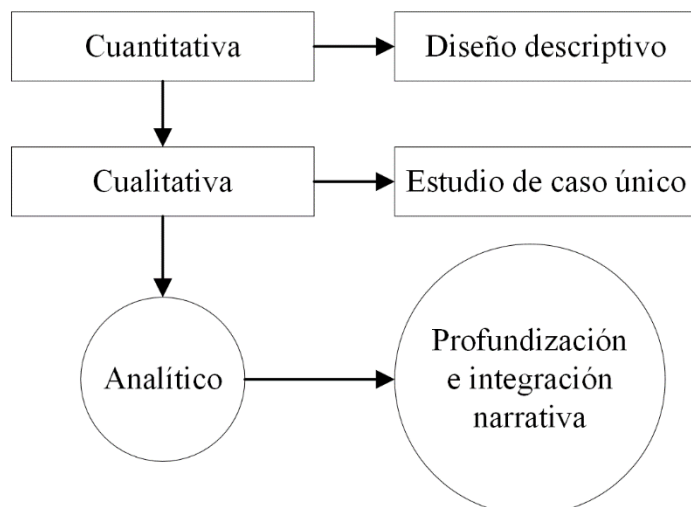 Cuantitativa
Diseño descriptivo
Cualitativa
Estudio de caso único
Analítico
Profundización
e integración
narrativa